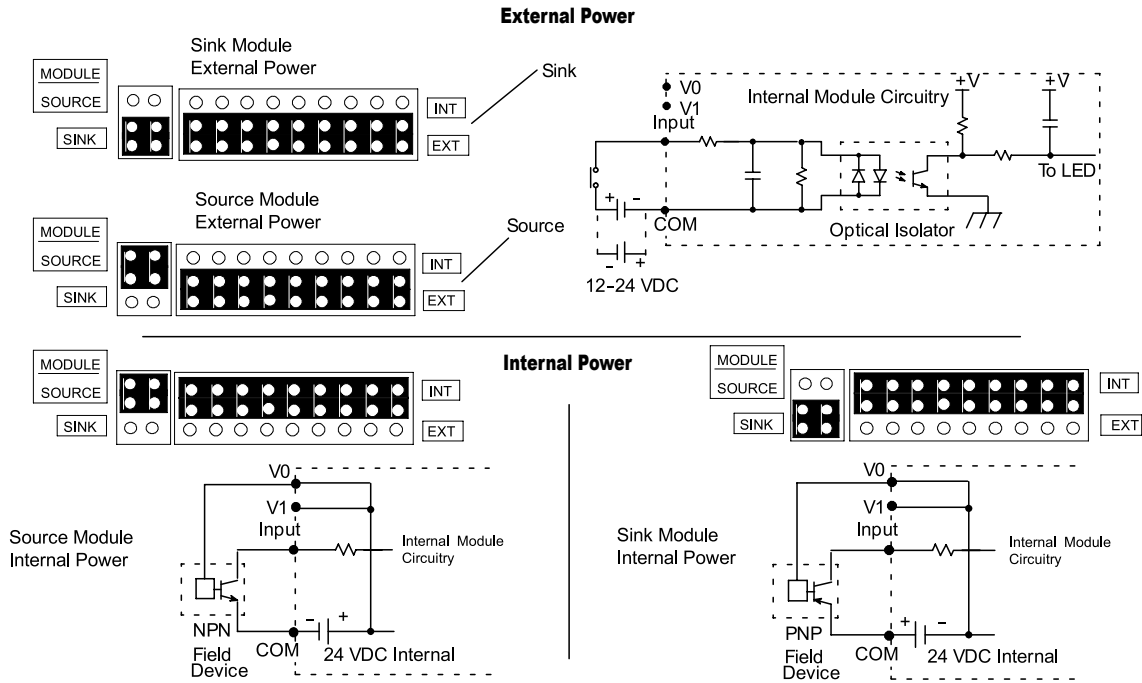 External Power
Sink Module
External Power
MODULE
SOURCE
SINK
INT
EXT
Sink
Source Module
External Power
MODULE
SOURCE
SINK
INT
EXT
Source
V0
V1
Input
COM
Internal Module Circuitry
+V
+V
To LED
Optical Isolator
+ -
- +
12-24 VDC
Internal Power
MODULE
SOURCE
SINK
INT
EXT
Source Module
Internal Power
V0
V1
Input
Internal Module
Circuitry
NPN
Field
Device
COM
- +
24 VDC Internal
MODULE
SOURCE
SINK
INT
EXT
Sink Module
Internal Power
V0
V1
Input
Internal Module
Circuitry
PNP
Field
Device
COM
+ -
24 VDC Internal